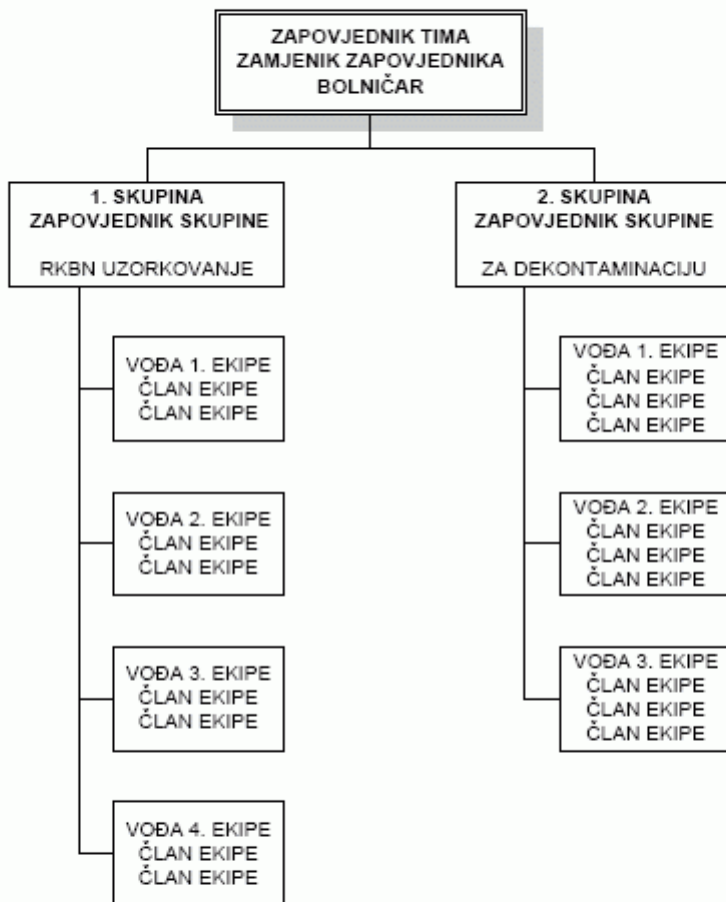 ZAPOVJEDNIK TIMA
ZAMJENIK ZAPOVJEDNIKA
BOLNIČAR
1. SKUPINA
ZAPOVJEDNIK SKUPINE
RKBN UZORKOVANJE
VOĐA 1. EKIPE
ČLAN EKIPE
ČLAN EKIPE
VOĐA 2. EKIPE
ČLAN EKIPE
ČLAN EKIPE
VOĐA 3. EKIPE
ČLAN EKIPE
ČLAN EKIPE
VOĐA 4. EKIPE
ČLAN EKIPE
ČLAN EKIPE
2. SKUPINA
ZAPOVJEDNIK SKUPINE
ZA DEKONTAMINACIJU
VOĐA 1. EKIPE
ČLAN EKIPE
ČLAN EKIPE
ČLAN EKIPE
VOĐA 2. EKIPE
ČLAN EKIPE
ČLAN EKIPE
ČLAN EKIPE
VOĐA 3. EKIPE
ČLAN EKIPE
ČLAN EKIPE
ČLAN EKIPE